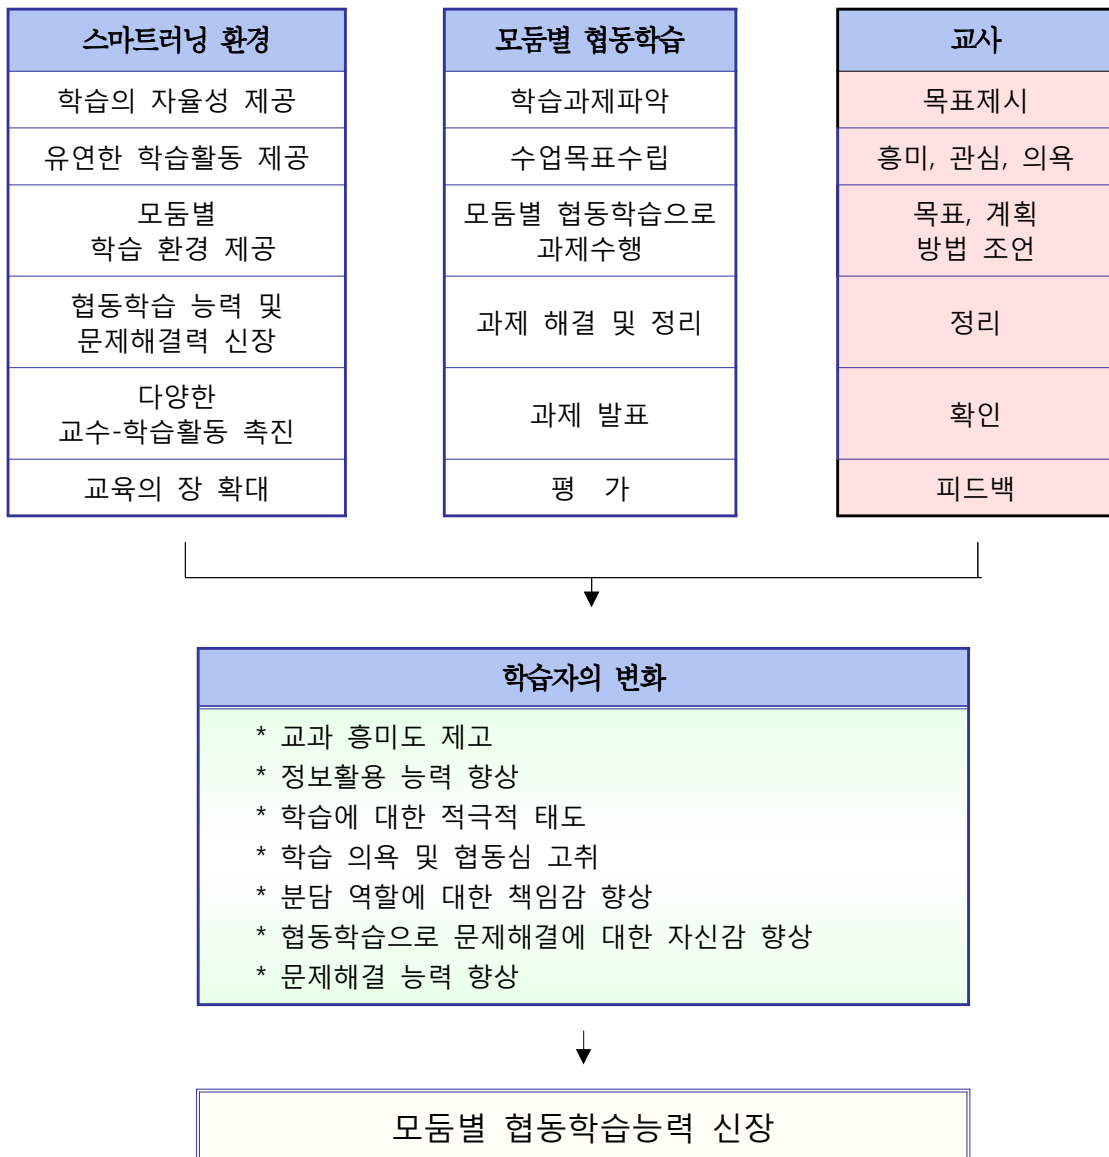 스마트러닝 환경
학습의 자율성 제공
유연한 학습활동 제공
모둠별
학습 환경 제공
협동학습 능력 및
문제해결력 신장
다양한
교수-학습활동 촉진
교육의 장 확대
모둠별 협동학습
학습과제파악
수업목표수립
모둠별 협동학습으로
과제수행
과제 해결 및 정리
과제 발표
평 가
교사
목표제시
흥미, 관심, 의욕
목표, 계획
방법 조언
정리
확인
피드백
학습자의 변화
* 교과 흥미도 제고
* 정보활용 능력 향상
* 학습에 대한 적극적 태도
* 학습 의욕 및 협동심 고취
* 분담 역할에 대한 책임감 향상
* 협동학습으로 문제해결에 대한 자신감 향상
* 문제해결 능력 향상
모둠별 협동학습능력 신장